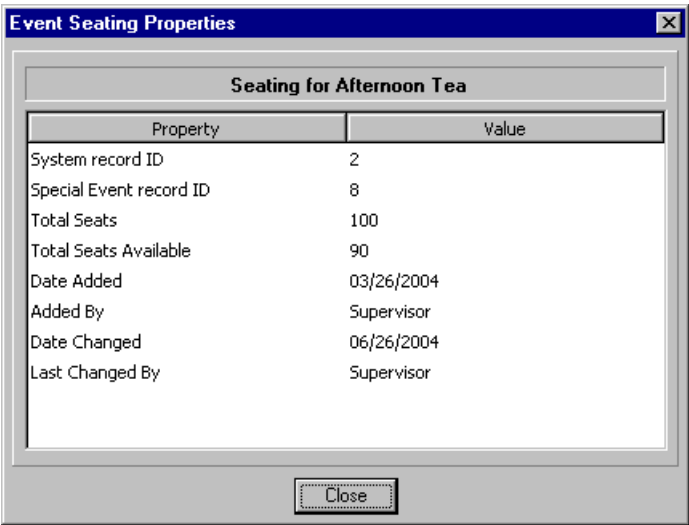 Event Seating Properties
Seating for Afternoon Tea
Property Value
System record ID 2
Special Event record ID 8
Total Seats 100
Total Seats Available 90
Date Added 03/26/2004
Added By Supervisor
Date Changed 06/26/2004
Last Changed By Supervisor
Close